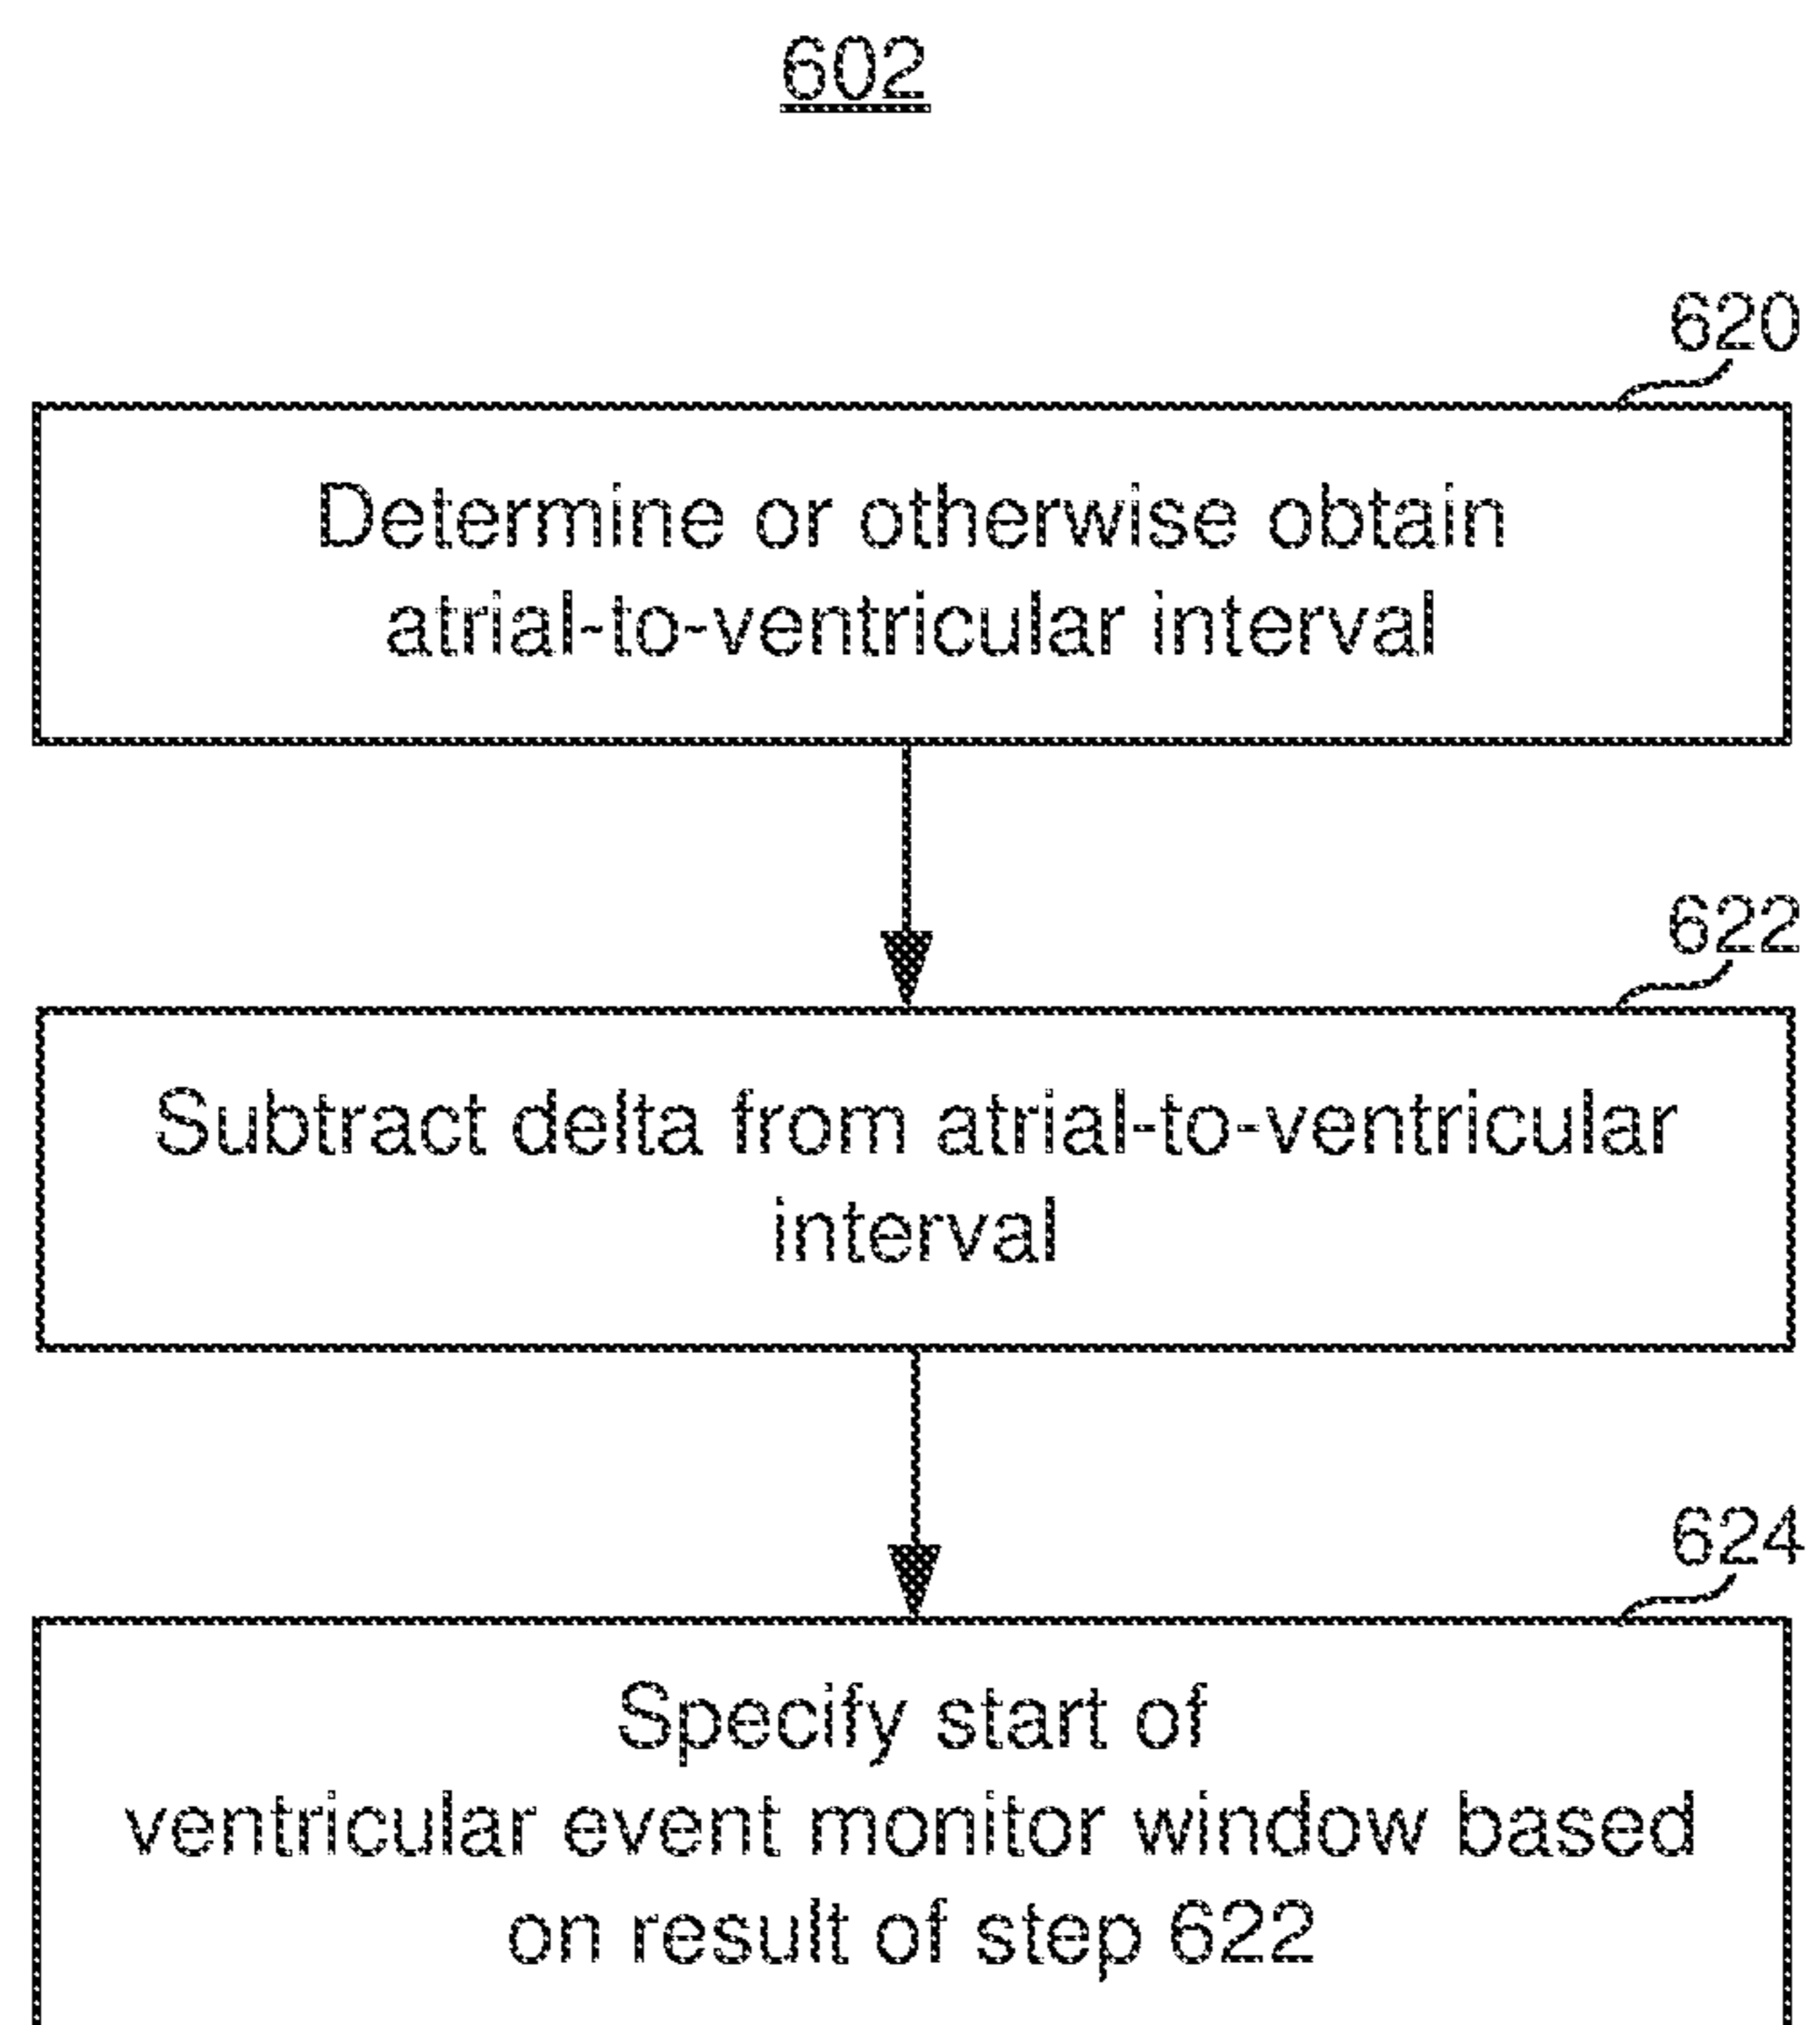 602
620
Determine or otherwise obtain
atrial-to-ventricular interval
622
Subtract delta from atrial-to-ventricular
interval
624
Specify start of
ventricular event monitor window based
on result of step 622